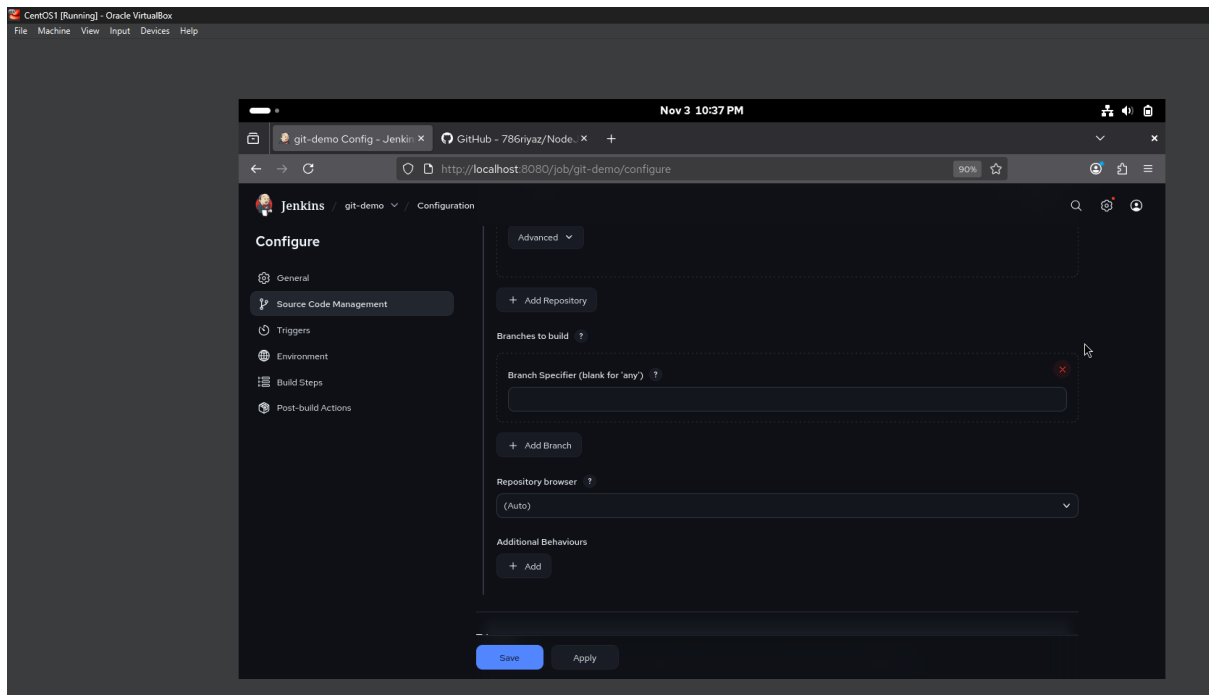 CentOS1 [Running] - Oracle VirtualBox
File Machine View Input Devices Help
Nov 3 10:37 PM
git-demo Config - Jenkin × GitHub - 786riyaz/Node. × +
http://localhost:8080/job/git-demo/configure 90%
Jenkins / git-demo / Configuration
Configure
General
Source Code Management
Triggers
Environment
Build Steps
Post-build Actions
Advanced
+ Add Repository
Branches to build ?
Branch Specifier (blank for 'any') ?
+ Add Branch
Repository browser ?
(Auto)
Additional Behaviours
+ Add
Save Apply